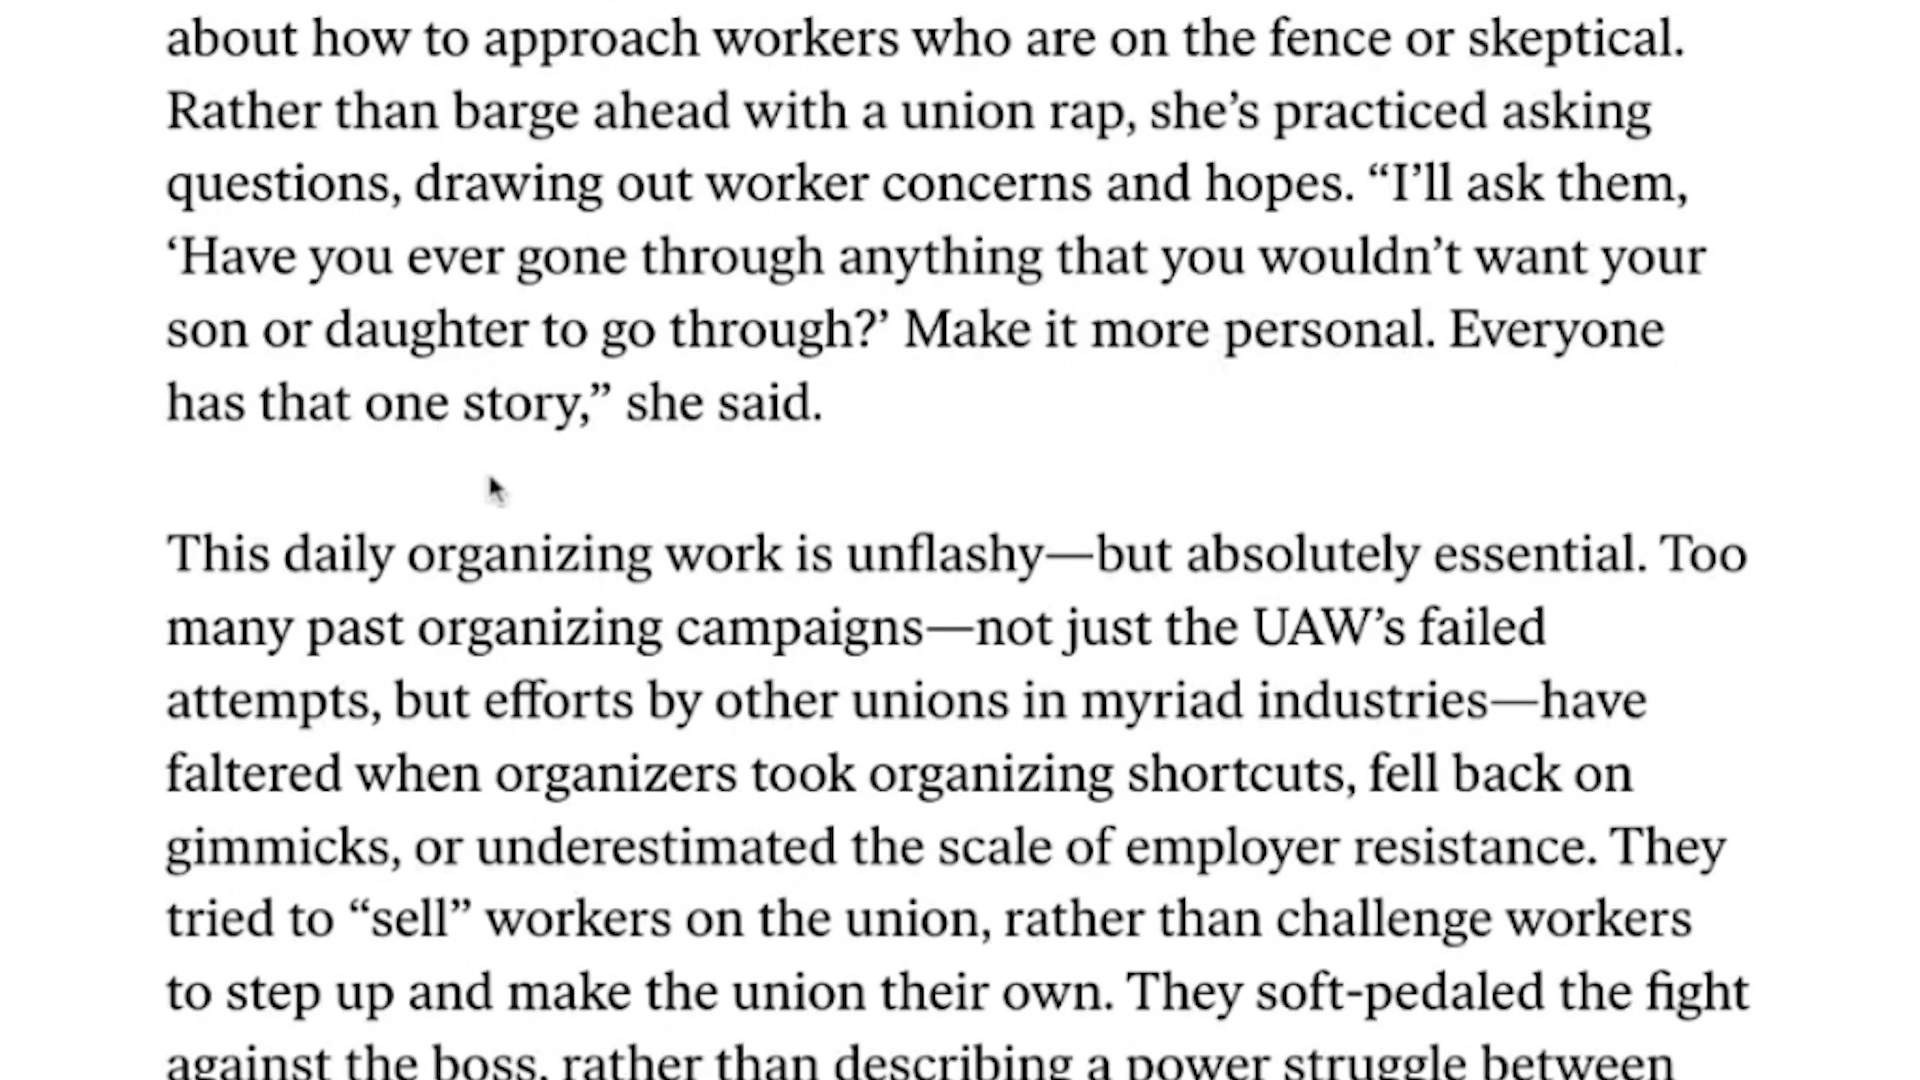 about how to approach workers who are on the fence or skeptical.
Rather than barge ahead with a union rap, she’s practiced asking
questions, drawing out worker concerns and hopes. “I’ll ask them,
‘Have you ever gone through anything that you wouldn’t want your
son or daughter to go through?’ Make it more personal. Everyone
has that one story,” she said.
This daily organizing work is unflashy—but absolutely essential. Too
many past organizing campaigns—not just the UAW’s failed
attempts, but efforts by other unions in myriad industries—have
faltered when organizers took organizing shortcuts, fell back on
gimmicks, or underestimated the scale of employer resistance. They
tried to “sell” workers on the union, rather than challenge workers
to step up and make the union their own. They soft-pedaled the fight
against the boss, rather than describing a power struggle between